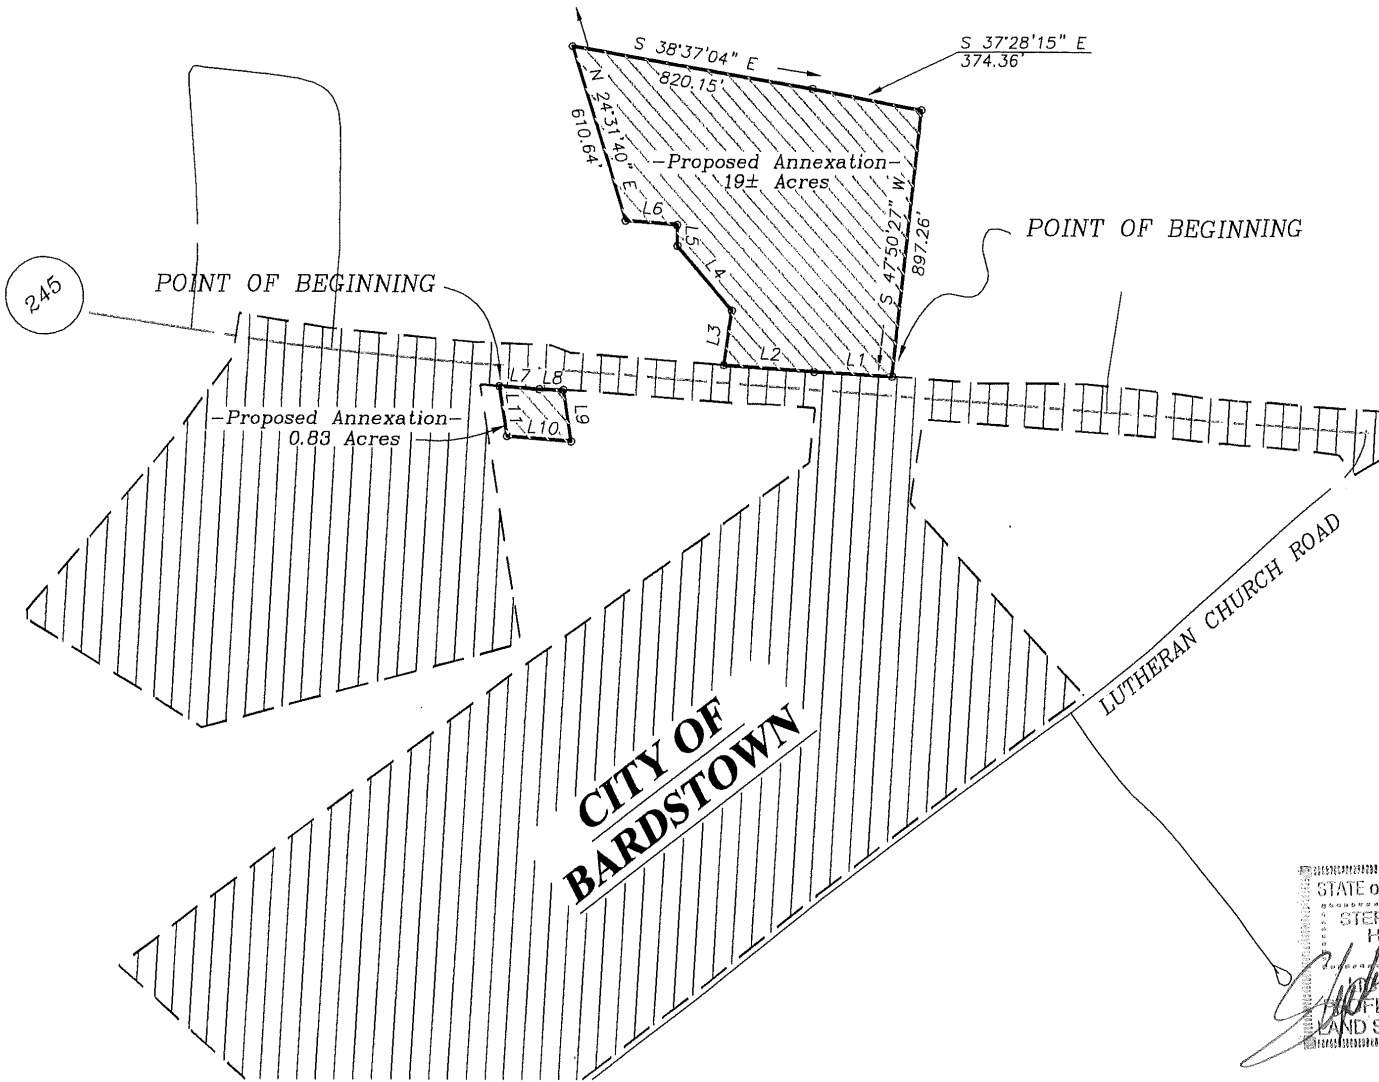 S 38°37'04" E
820.15'
S 37°28'15" E
374.36'
N 24°31'40" E
610.64'
-Proposed Annexation-
19± Acres
L6
L5
L4
L3
L2
L1
S 47°50'27" W
897.26'
POINT OF BEGINNING
POINT OF BEGINNING
245
L7
L8
L9
L10
L11
-Proposed Annexation-
0.83 Acres
LUTHERAN CHURCH ROAD
CITY OF
BARDSTOWN
STATE o
STE
H
LAND S